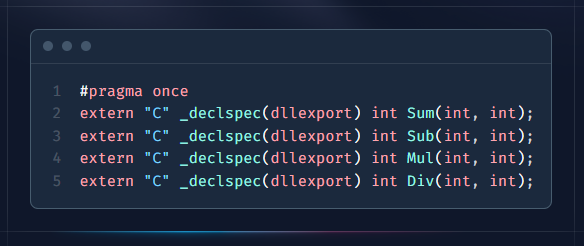 1 #pragma once
2 extern "C" _declspec(dllexport) int Sum(int, int);
3 extern "C" _declspec(dllexport) int Sub(int, int);
4 extern "C" _declspec(dllexport) int Mul(int, int);
5 extern "C" _declspec(dllexport) int Div(int, int);